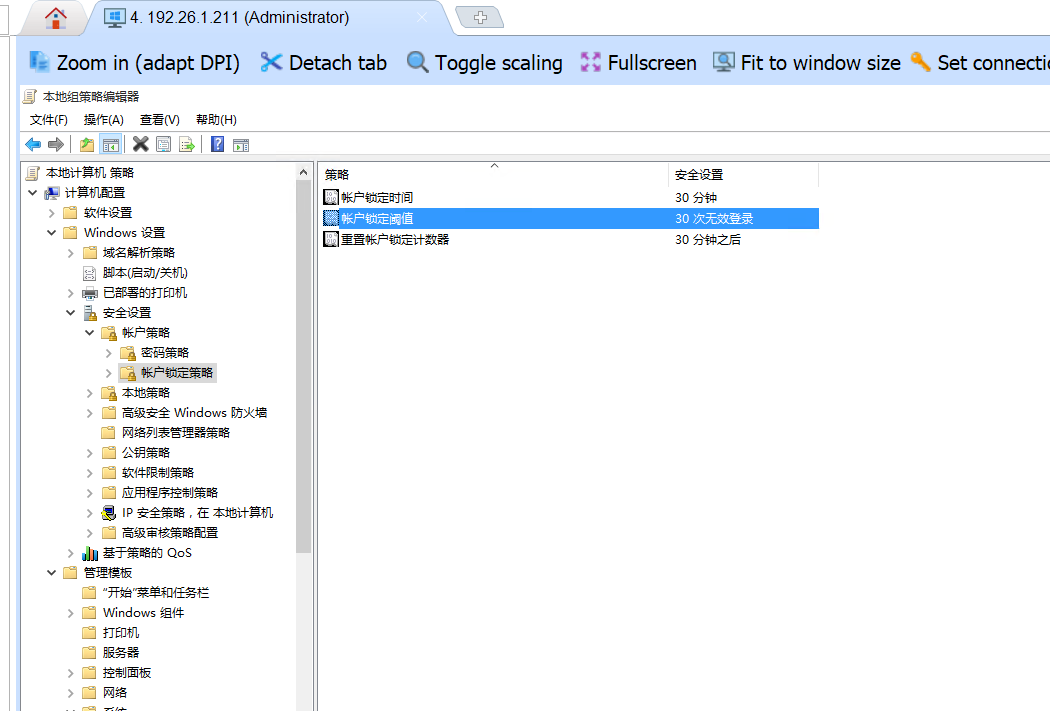 4. 192.26.1.211 (Administrator)
Zoom in (adapt DPI) Detach tab Toggle scaling Fullscreen Fit to window size Set connectio
本地组策略编辑器
文件(F) 操作(A) 查看(V) 帮助(H)
本地计算机 策略
计算机配置
软件设置
Windows 设置
域名解析策略
脚本(启动/关机)
已部署的打印机
安全设置
帐户策略
密码策略
帐户锁定策略
本地策略
高级安全 Windows 防火墙
网络列表管理器策略
公钥策略
软件限制策略
应用程序控制策略
IP 安全策略，在 本地计算机
高级审核策略配置
基于策略的 QoS
管理模板
“开始”菜单和任务栏
Windows 组件
打印机
服务器
控制面板
网络
系统
策略 安全设置
帐户锁定时间 30 分钟
帐户锁定阈值 30 次无效登录
重置帐户锁定计数器 30 分钟之后